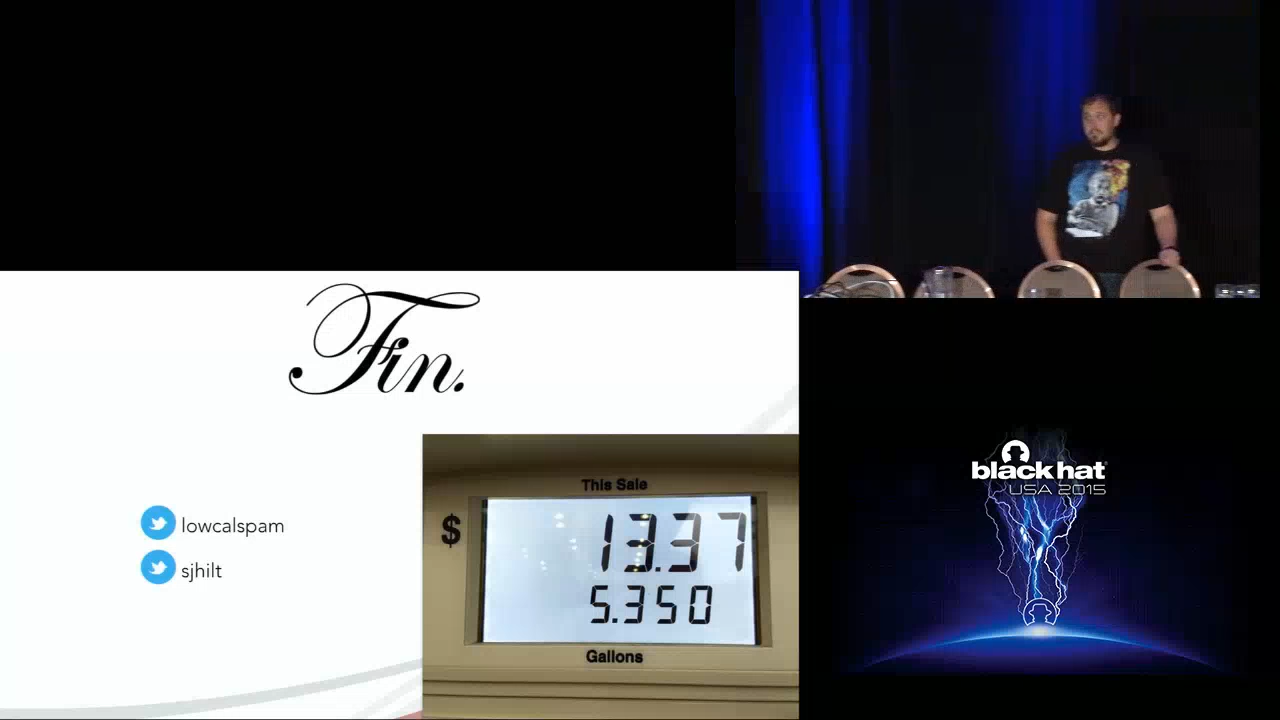 Fin.
lowcalspam
sjhilt
This Sale
$ 13.37
5.350
Gallons
black hat
USA 2015